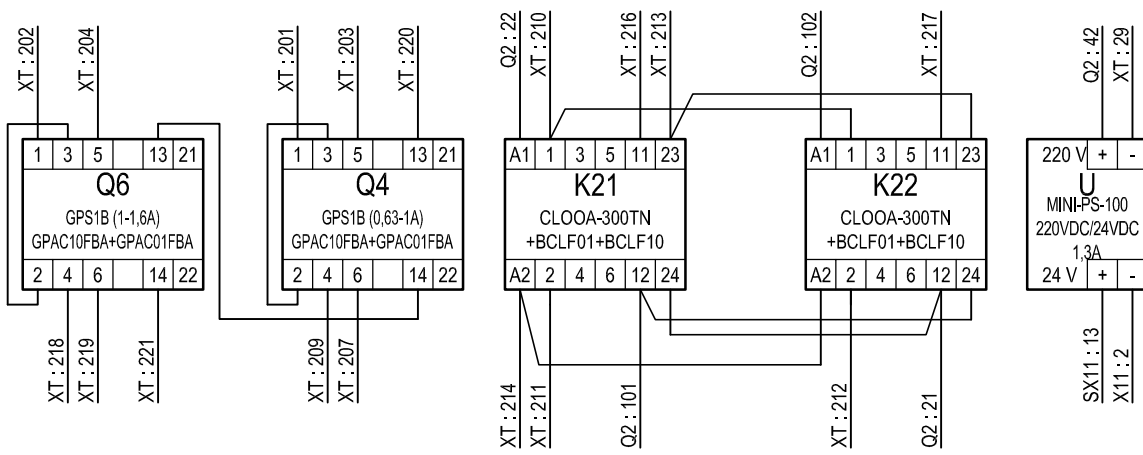 XT:202
XT:204
1 3 5 13 21
Q6
GPS1B (1-1,6A)
GPAC10FBA+GPAC01FBA
2 4 6 14 22
XT:218
XT:219
XT:221
XT:201
XT:203
XT:220
1 3 5 13 21
Q4
GPS1B (0,63-1A)
GPAC10FBA+GPAC01FBA
2 4 6 14 22
XT:209
XT:207
Q2:22
XT:210
XT:216
XT:213
A1 1 3 5 11 23
K21
CLOOA-300TN
+BCLF01+BCLF10
A2 2 4 6 12 24
XT:214
XT:211
Q2:101
Q2:102
XT:217
A1 1 3 5 11 23
K22
CLOOA-300TN
+BCLF01+BCLF10
A2 2 4 6 12 24
XT:212
Q2:21
Q2:42
XT:29
220 V + -
U
MINI-PS-100
220VDC/24VDC
1,3A
24 V + -
SX11:13
X11:2